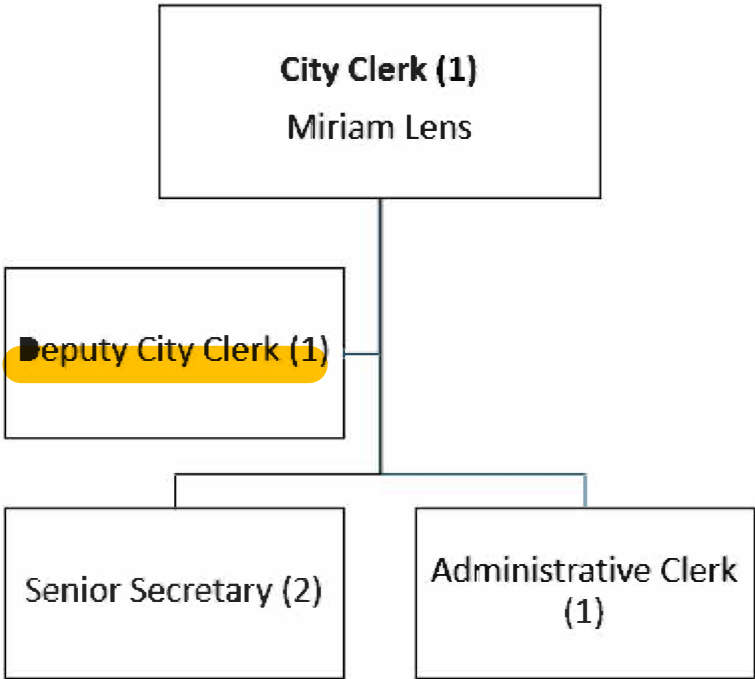 City Clerk (1)
Miriam Lens
Deputy City Clerk (1)
Senior Secretary (2)
Administrative Clerk
(1)